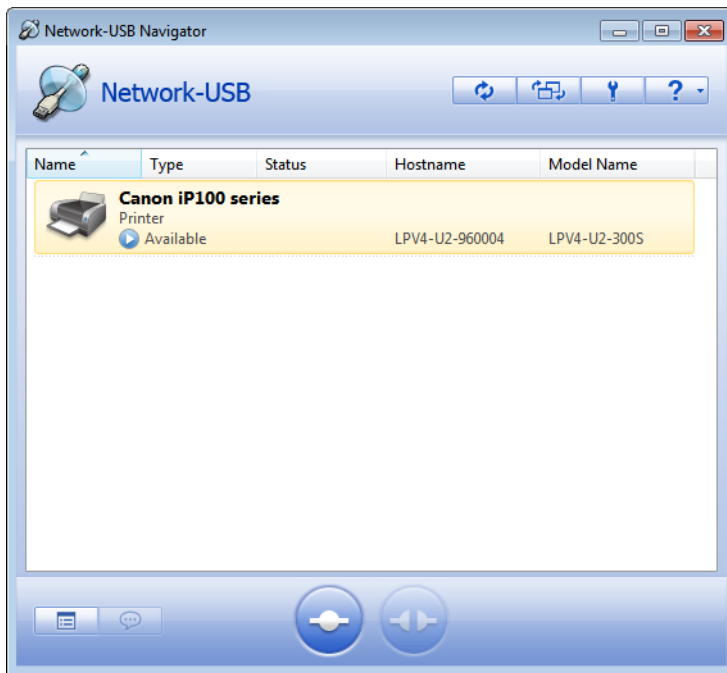 Network-USB Navigator
Network-USB
?
Name Type Status Hostname Model Name
Canon iP100 series
Printer
Available LPV4-U2-960004 LPV4-U2-300S